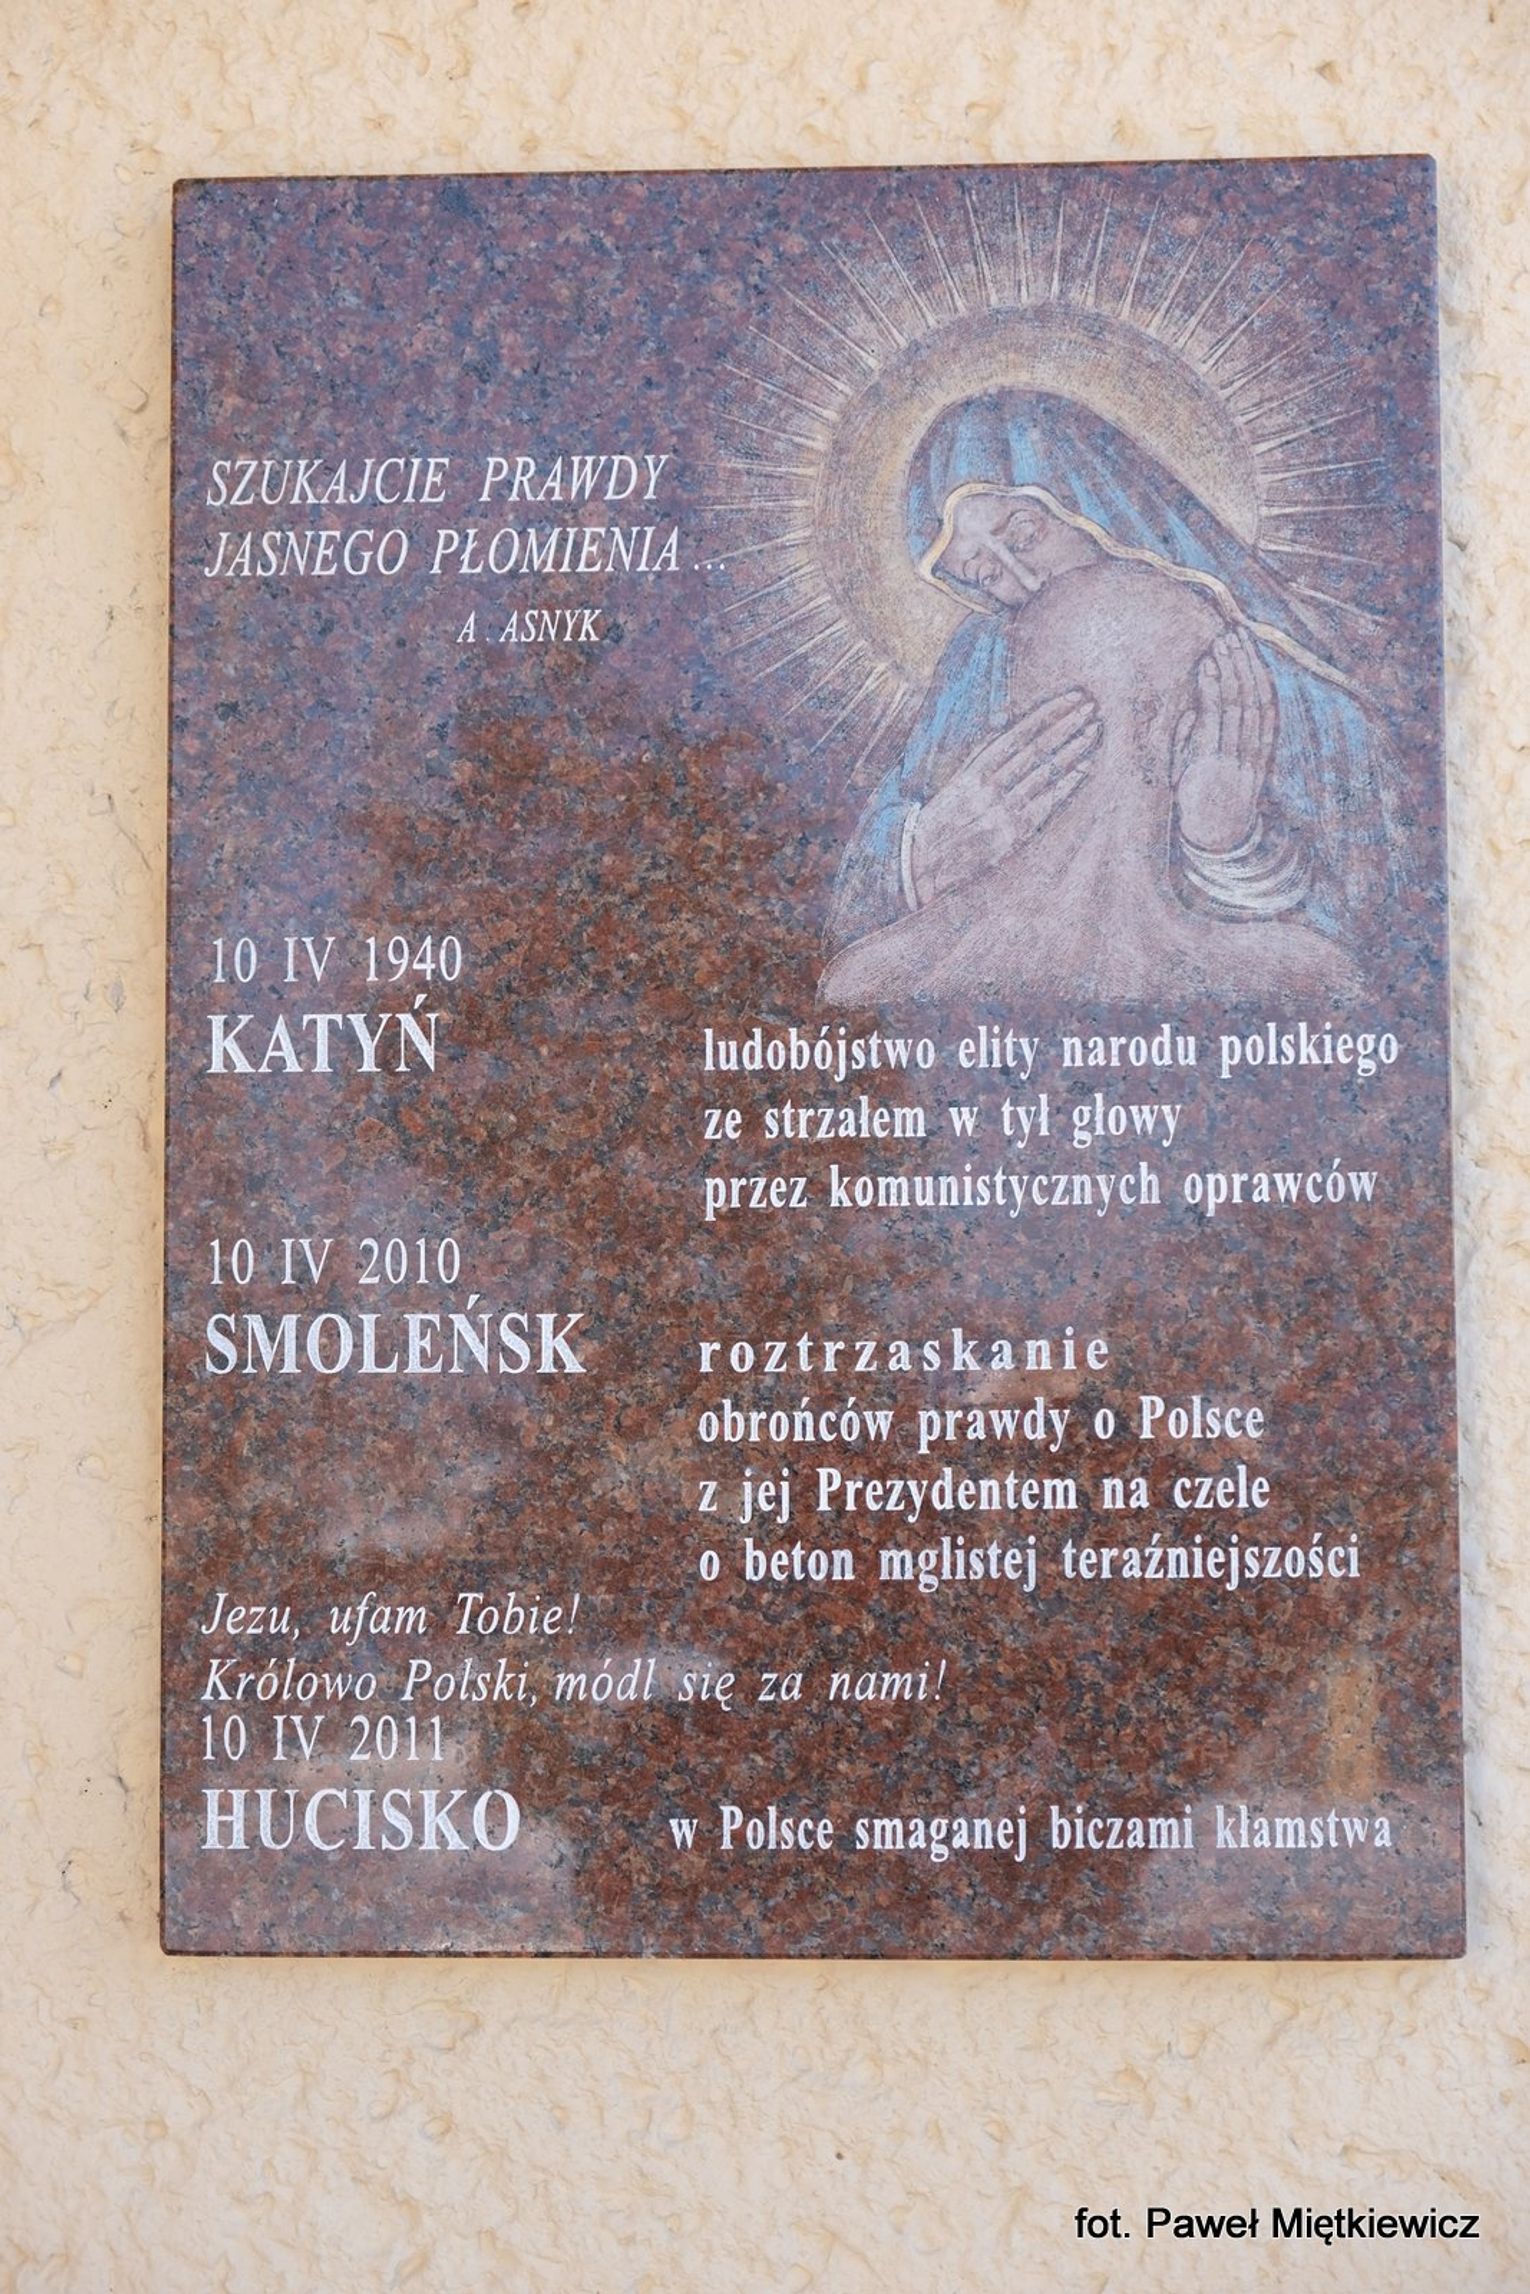 SZUKAJCIE PRAWDY
JASNEGO PŁOMIENIA...
A. ASNYK
10 IV 1940
KATYŃ
ludobójstwo elity narodu polskiego
ze strzałem w tył głowy
przez komunistycznych oprawców
10 IV 2010
SMOLEŃSK
roztrzaskanie
obrońców prawdy o Polsce
z jej Prezydentem na czele
o beton mglistej teraźniejszości
Jezu, ufam Tobie!
Królowo Polski, módl się za nami!
10 IV 2011
HUCISKO
w Polsce smaganej biczami kłamstwa
fot. Paweł Miętkiewicz